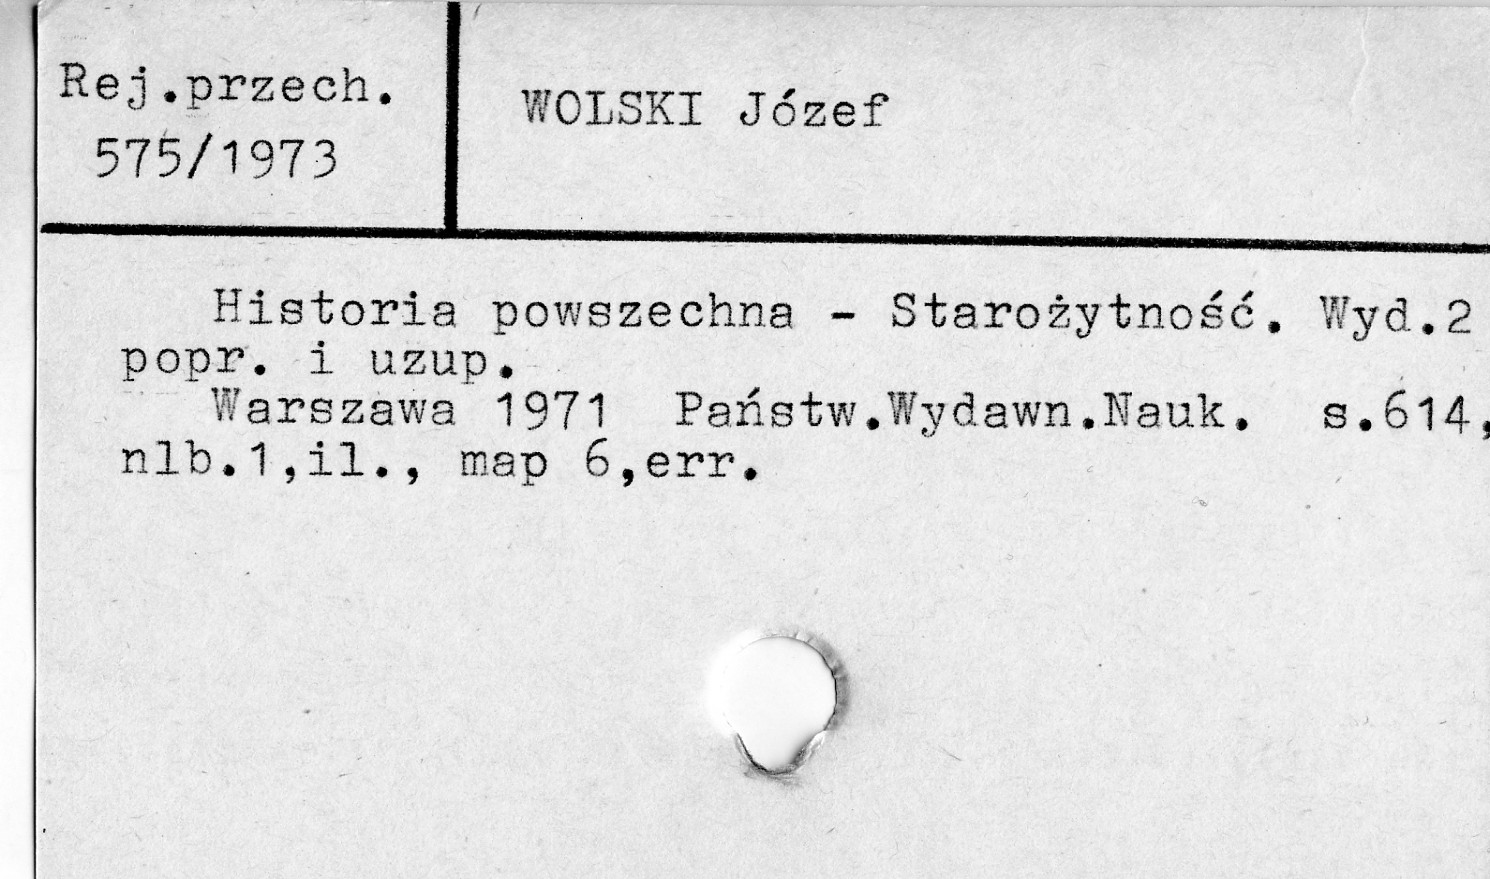 Rej.przech.
575/1973
WOLSKI Józef
Historia powszechna - Starożytność. Wyd.2
popr. i uzup.
Warszawa 1971 Państw.Wydawn.Nauk. s.614,
nlb.1,il., map 6,err.